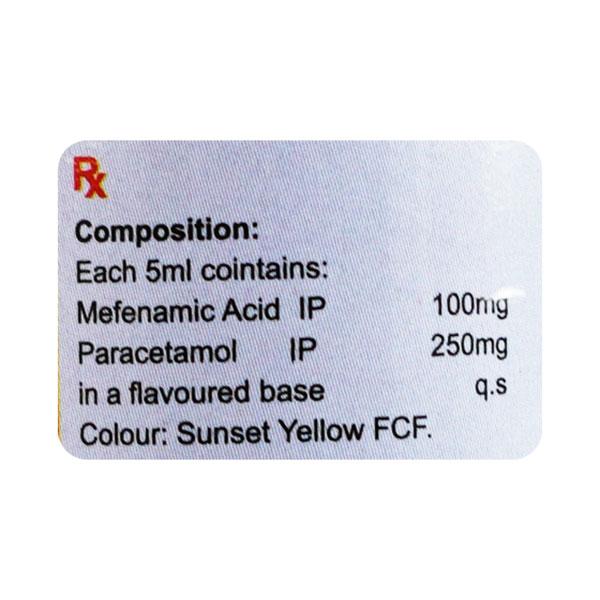 Rx
Composition:
Each 5ml cointains:
Mefenamic Acid IP 100mg
Paracetamol IP 250mg
in a flavoured base q.s
Colour: Sunset Yellow FCF.